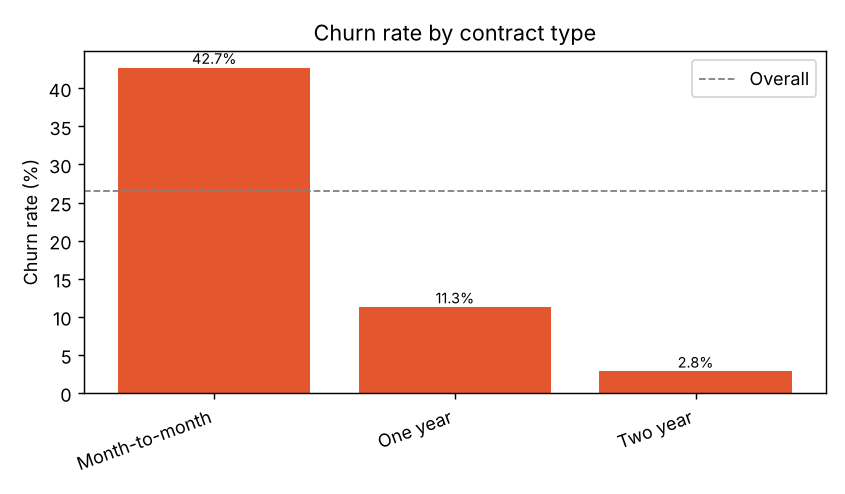 Churn rate by contract type
42.7%
Overall
40
35
30
25
20
15
10
5
0
Churn rate (%)
11.3%
2.8%
Month-to-month
One year
Two year